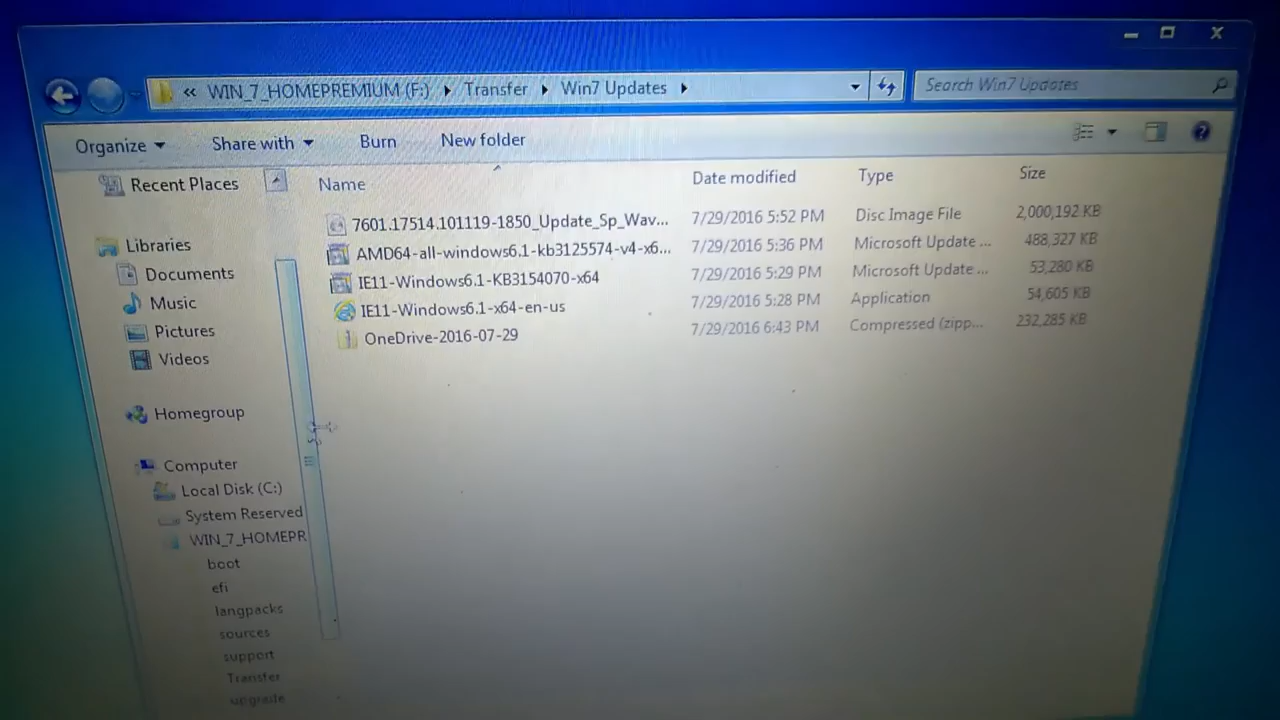 « WIN_7_HOMEPREMIUM (F:) Transfer Win7 Updates Search Win7 Updates
Organize Share with Burn New folder
Recent Places Name Date modified Type Size
7601.17514.101119-1850_Update_Sp_Wav... 7/29/2016 5:52 PM Disc Image File 2,000,192 KB
Libraries AMD64-all-windows6.1-kb3125574-v4-x6... 7/29/2016 5:36 PM Microsoft Update ... 488,327 KB
Documents IE11-Windows6.1-KB3154070-x64 7/29/2016 5:29 PM Microsoft Update ... 53,280 KB
Music IE11-Windows6.1-x64-en-us 7/29/2016 5:28 PM Application 54,605 KB
Pictures OneDrive-2016-07-29 7/29/2016 6:43 PM Compressed (zipp... 232,285 KB
Videos
Homegroup
Computer
Local Disk (C:)
System Reserved
WIN_7_HOMEPR
boot
efi
langpacks
sources
support
Transfer
upgrade